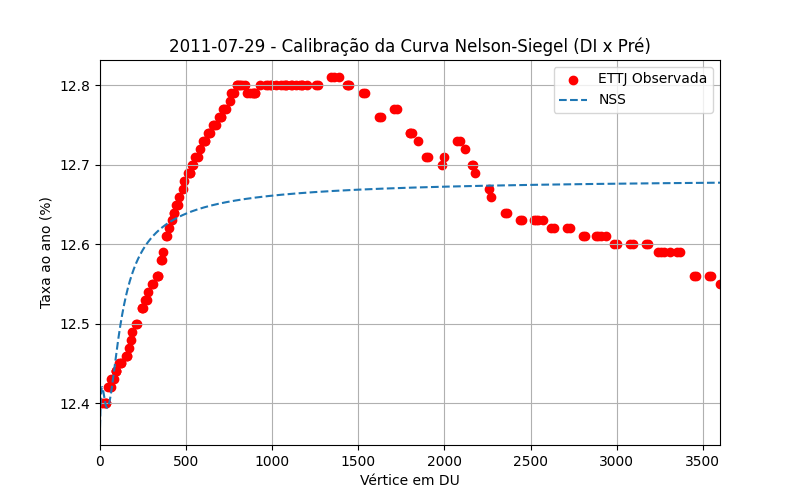 2011-07-29 - Calibração da Curva Nelson-Siegel (DI x Pré)
12.8
12.7
12.6
12.5
12.4
Taxa ao ano (%)
ETTJ Observada
NSS
0 500 1000 1500 2000 2500 3000 3500
Vértice em DU